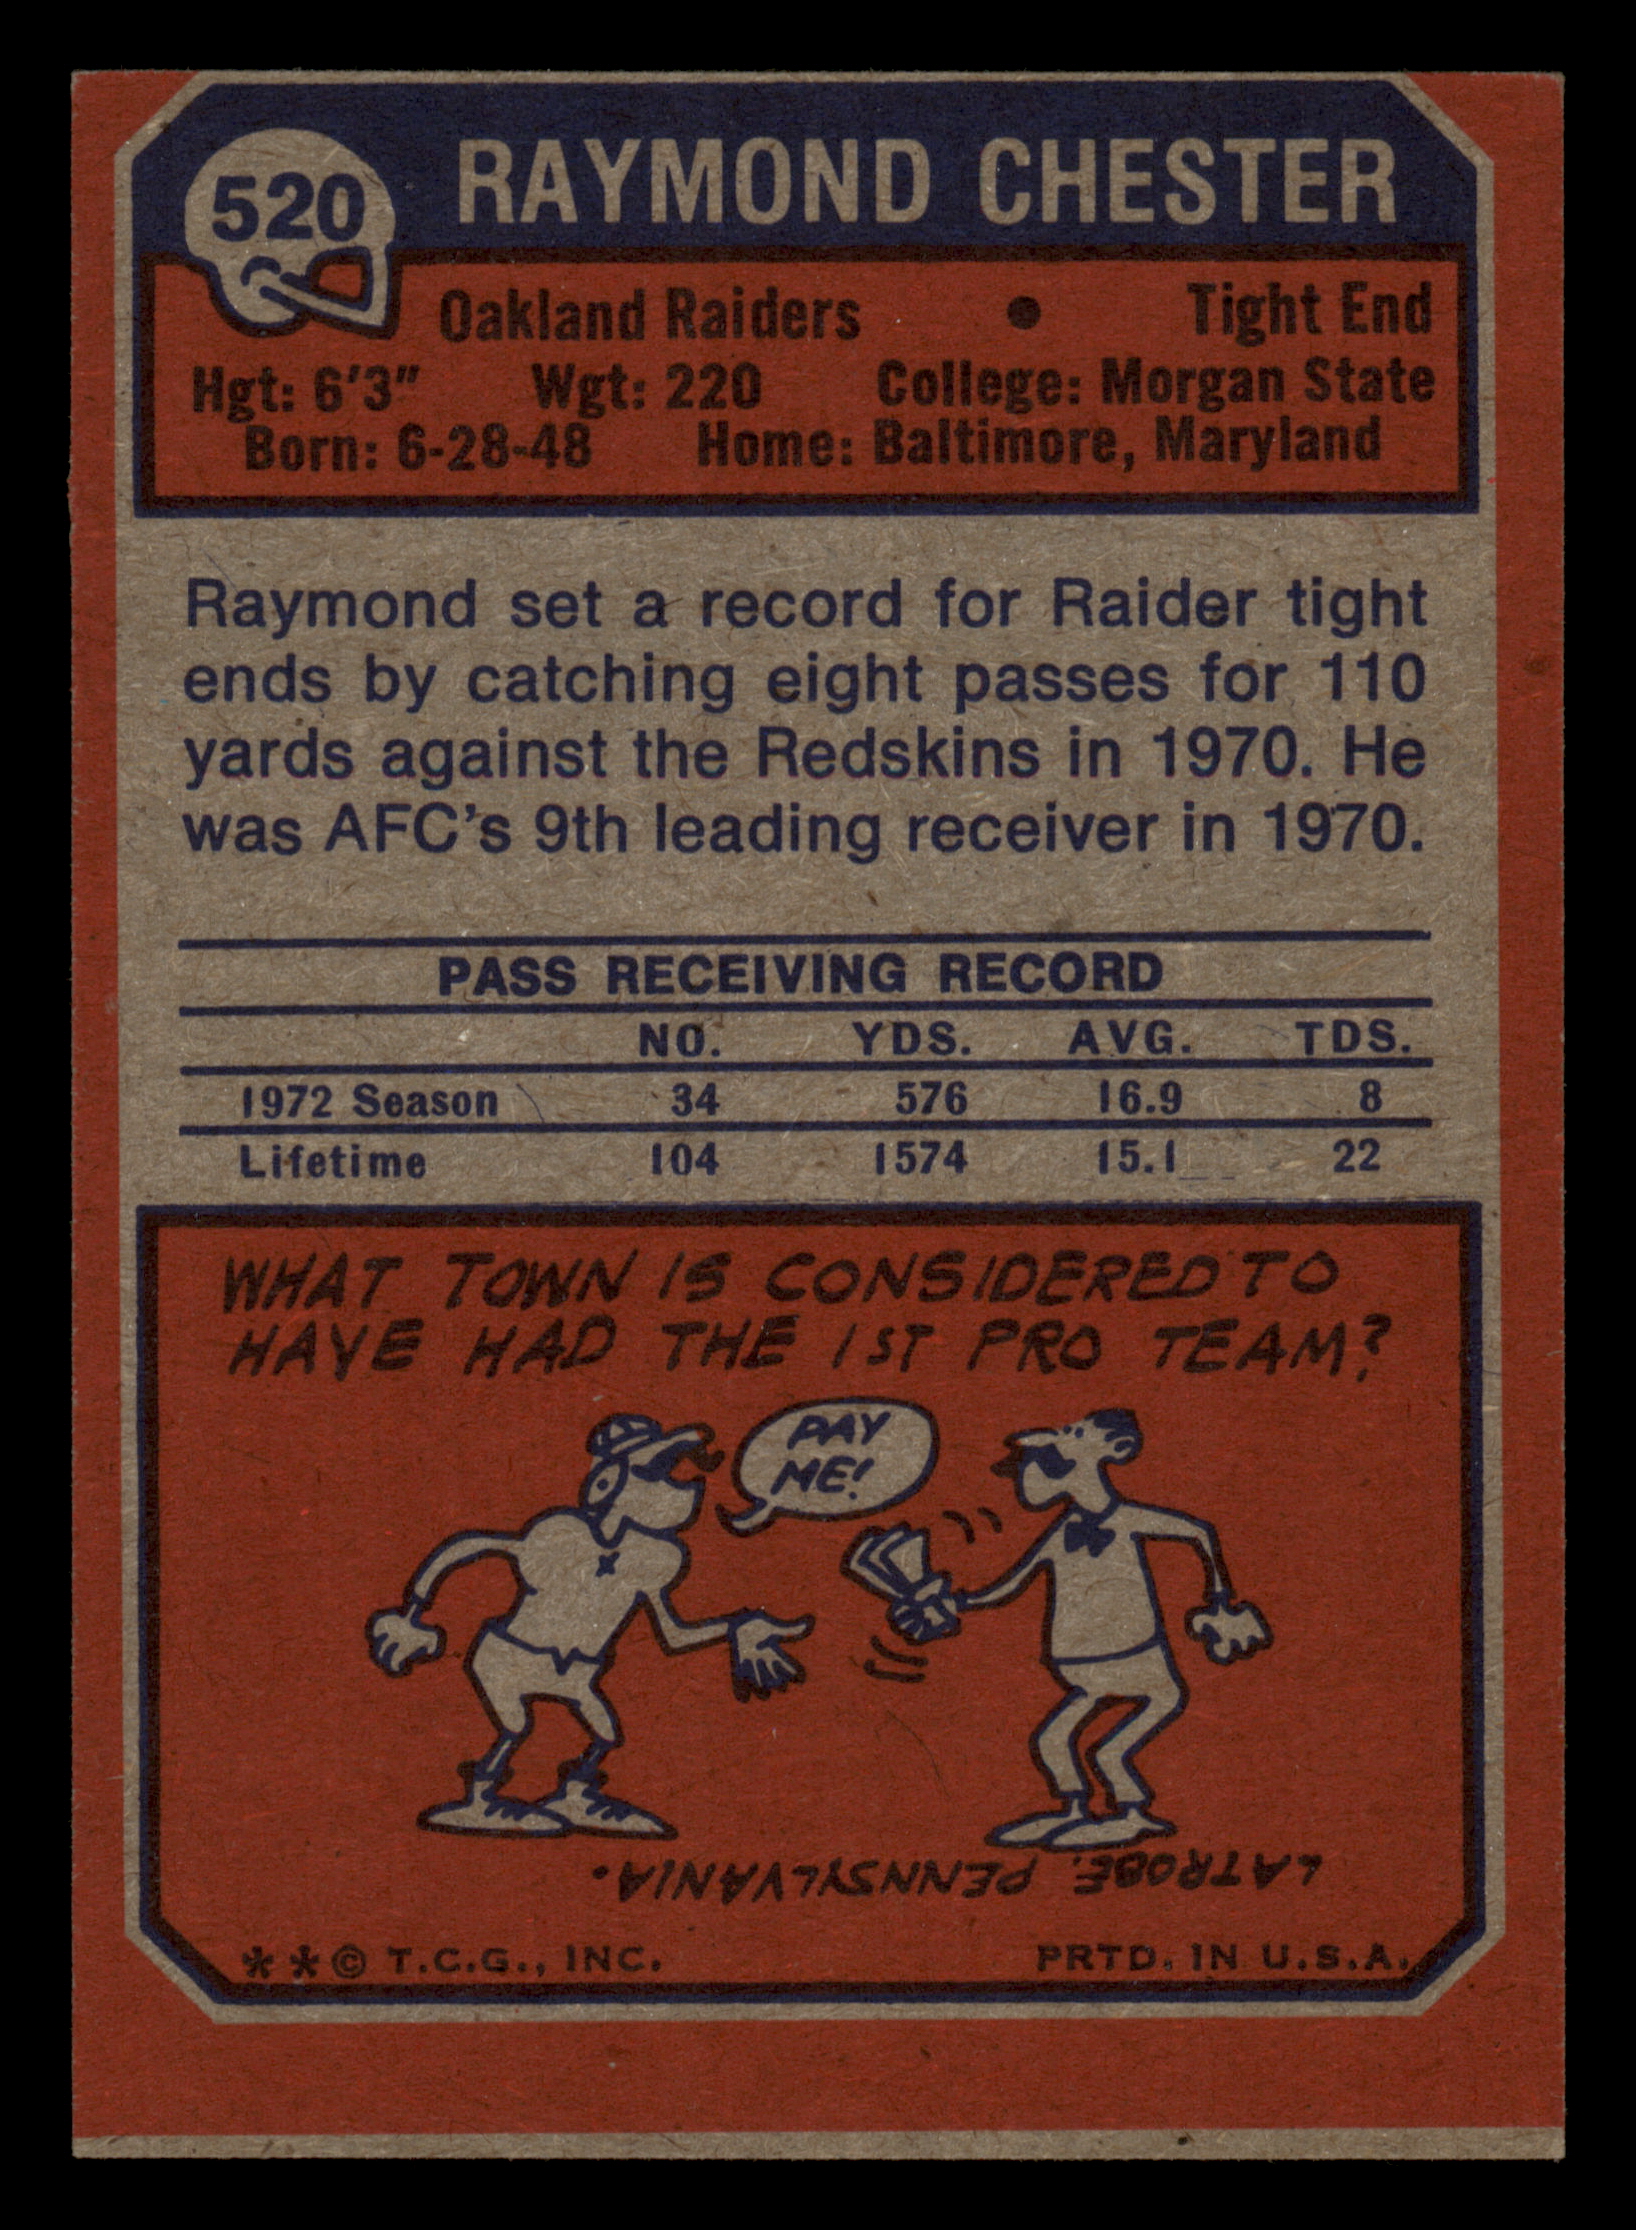 520
RAYMOND CHESTER
Oakland Raiders • Tight End
Hgt: 6'3" Wgt: 220 College: Morgan State
Born: 6-28-48 Home: Baltimore, Maryland
Raymond set a record for Raider tight
ends by catching eight passes for 110
yards against the Redskins in 1970. He
was AFC's 9th leading receiver in 1970.
PASS RECEIVING RECORD
NO. YDS. AVG. TDS.
1972 Season 34 576 16.9 8
Lifetime 104 1574 15.1 22
WHAT TOWN IS CONSIDERED TO
HAVE HAD THE 1ST PRO TEAM?
PAY
ME!
LATROBE, PENNSYLVANIA.
**© T.C.G., INC. PRTD. IN U.S.A.